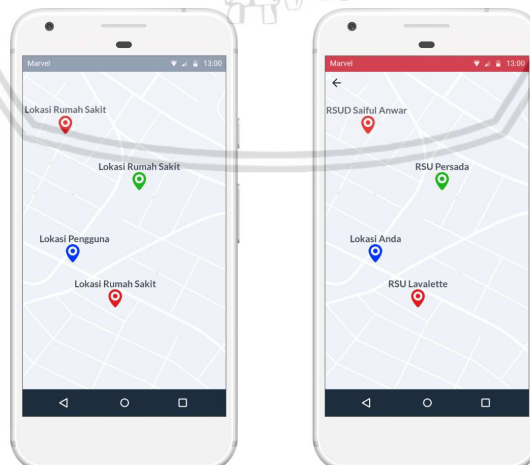 Marvel
13:00
Lokasi Rumah Sakit
Lokasi Rumah Sakit
Lokasi Pengguna
Lokasi Rumah Sakit
Marvel
13:00
RSUD Saiful Anwar
RSU Persada
Lokasi Anda
RSU Lavalette